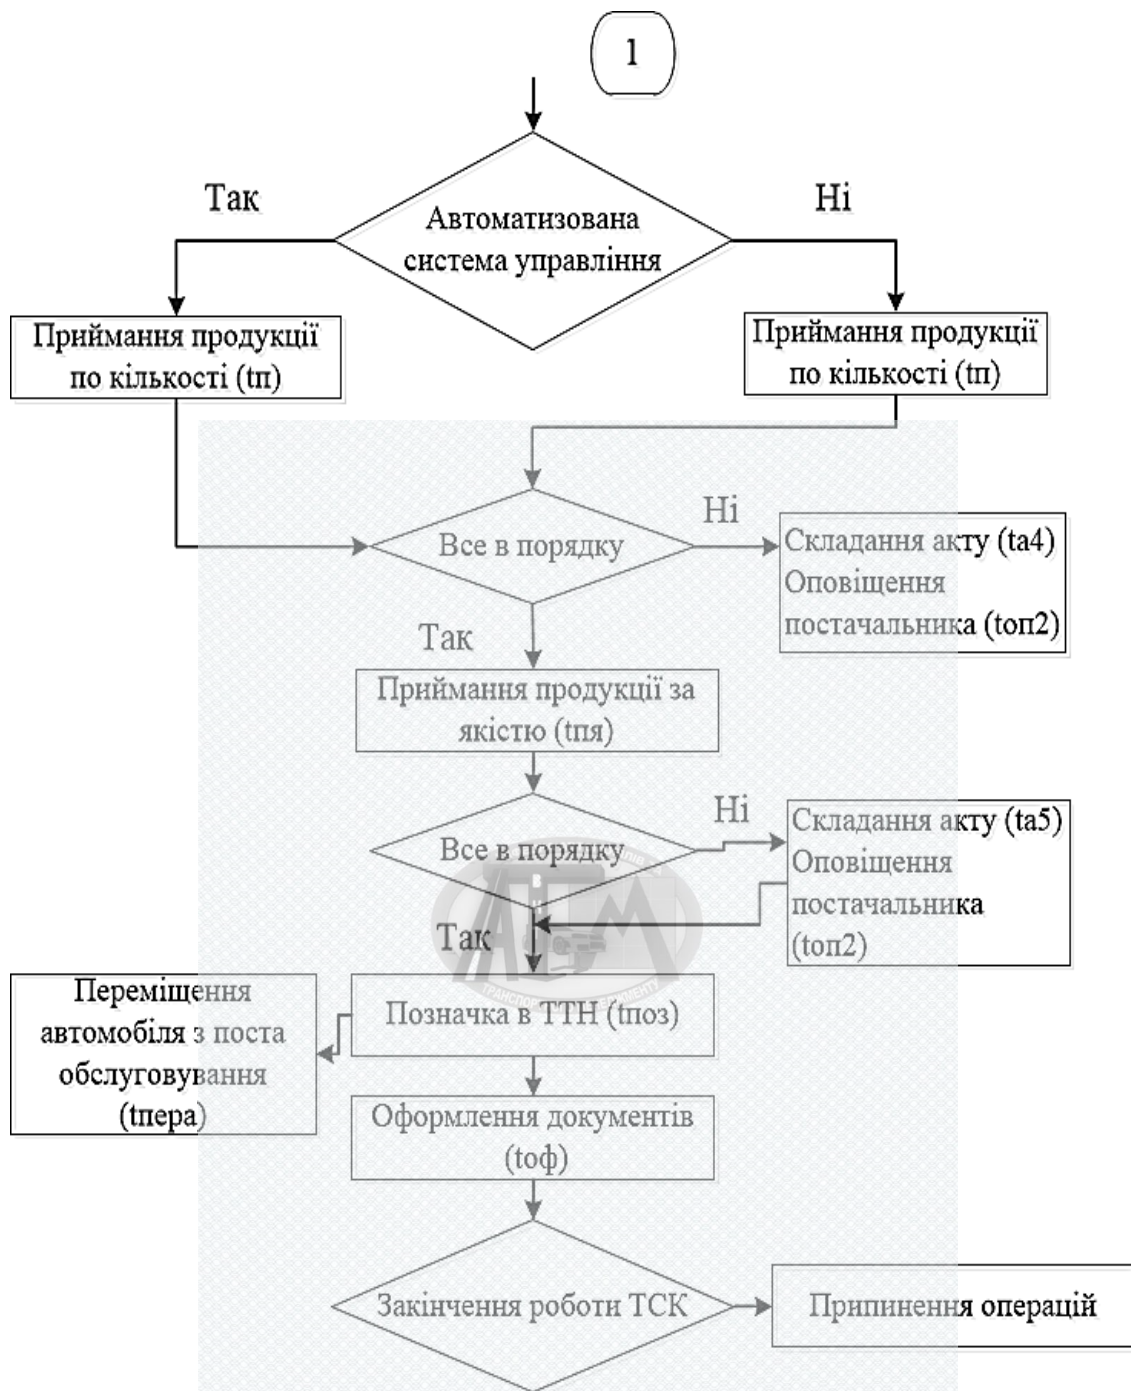 1
Так
Ні
Автоматизована
система управління
Приймання продукції
по кількості (tп)
Приймання продукції
по кількості (tп)
Все в порядку
Ні
Складання акту (ta4)
Оповіщення
постачальника (tоп2)
Так
Приймання продукції за
якістю (tпя)
Все в порядку
Ні
Складання акту (ta5)
Оповіщення
постачальника
(tоп2)
Так
Переміщення
автомобіля з поста
обслуговування
(tпера)
Позначка в ТТН (tпоз)
Оформлення документів
(tоф)
Закінчення роботи ТСК
Припинення операцій